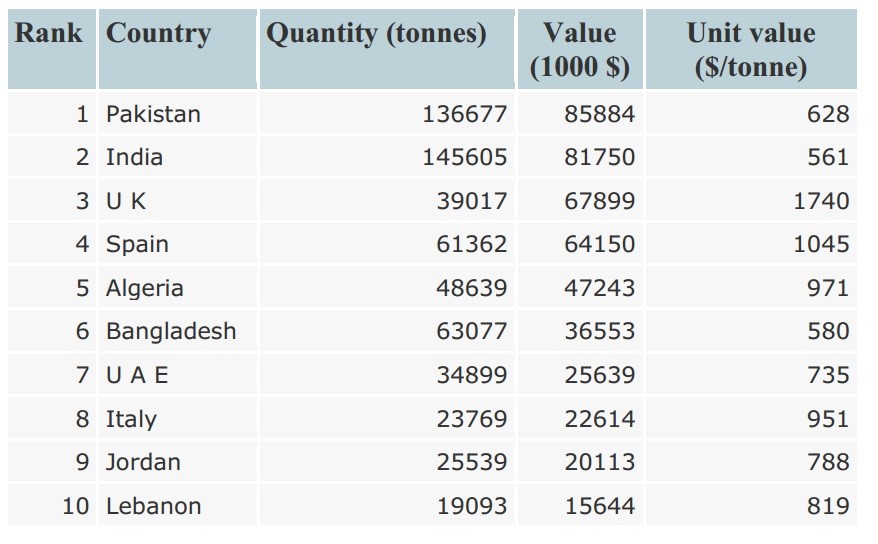 Rank Country Quantity (tonnes) Value (1000 $) Unit value ($/tonne)
1 Pakistan 136677 85884 628
2 India 145605 81750 561
3 U K 39017 67899 1740
4 Spain 61362 64150 1045
5 Algeria 48639 47243 971
6 Bangladesh 63077 36553 580
7 U A E 34899 25639 735
8 Italy 23769 22614 951
9 Jordan 25539 20113 788
10 Lebanon 19093 15644 819